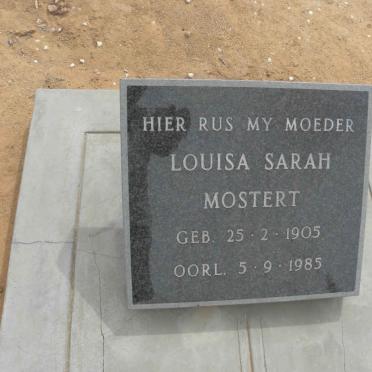 HIER RUS MY MOEDER
LOUISA SARAH
MOSTERT
GEB. 25·2·1905
OORL. 5·9·1985